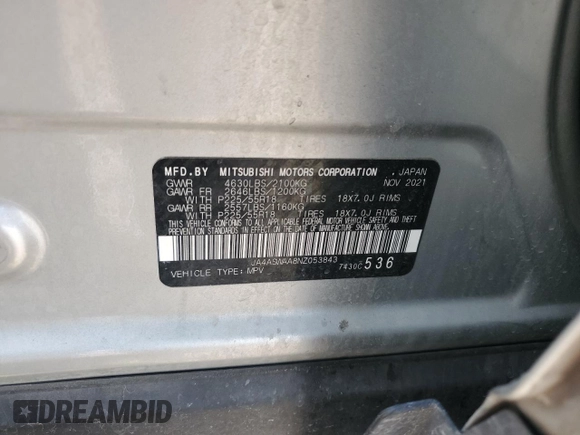 MFD.BY MITSUBISHI MOTORS CORPORATION .JAPAN
GVWR 4630LBS/2100KG NOV 2021
GAWR FR 2646LBS/1200KG
WITH P225/55R18 TIRES 18X7.0J RIMS
GAWR RR 2557LBS/1160KG
WITH P225/55R18 TIRES 18X7.0J RIMS
THIS VEHICLE CONFORMS TO ALL APPLICABLE FEDERAL MOTOR VEHICLE SAFETY, BUMPER, AND THEFT
PREVENTION STANDARDS IN EFFECT ON THE DATE OF MANUFACTURE SHOWN ABOVE.
JA4ASWAA8NZ053843 7430C 536
VEHICLE TYPE: MPV
DREAMBID